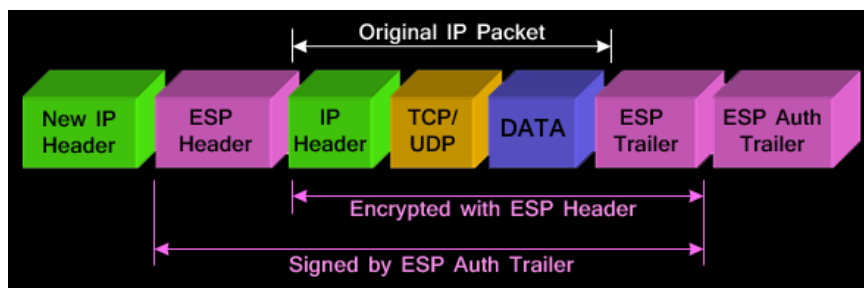 Original IP Packet
New IP
Header
ESP
Header
IP
Header
TCP/
UDP
DATA
ESP
Trailer
ESP Auth
Trailer
Encrypted with ESP Header
Signed by ESP Auth Trailer